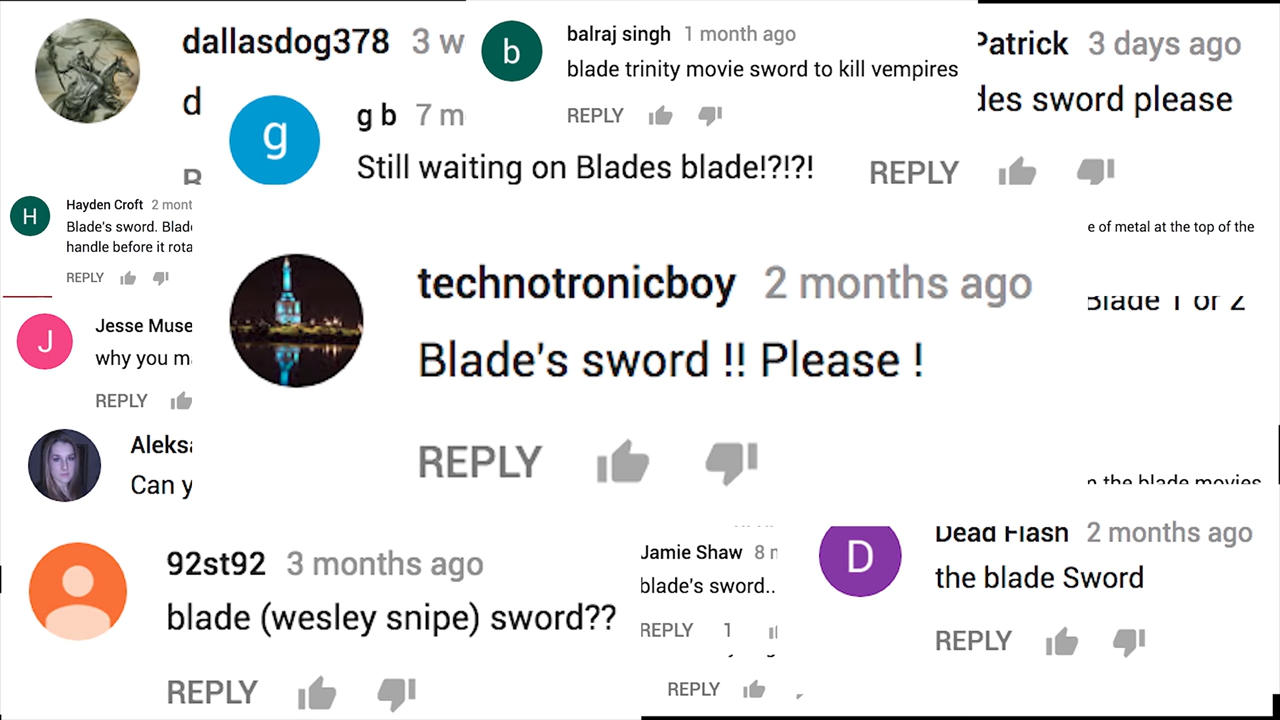 dallasdog378 3 w
d
balraj singh 1 month ago
blade trinity movie sword to kill vempires
REPLY
Patrick 3 days ago
des sword please
REPLY
g b 7 m
Still waiting on Blades blade!?!?!
Hayden Croft 2 mont
Blade's sword. Blade
handle before it rota
REPLY
e of metal at the top of the
technotronicboy 2 months ago
Blade's sword !! Please !
REPLY
Blade 1 or 2
Jesse Muse
why you ma
REPLY
Aleksa
Can y
n the blade movies
92st92 3 months ago
blade (wesley snipe) sword??
REPLY
Jamie Shaw 8 m
blade's sword..
REPLY 1
REPLY
Dead Flash 2 months ago
the blade Sword
REPLY